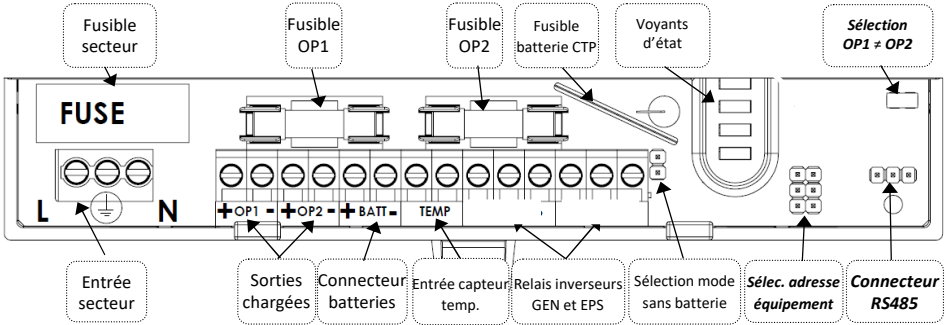 Fusible
secteur
Fusible
OP1
Fusible
OP2
Fusible
batterie CTP
Voyants
d'état
Sélection
OP1 ≠ OP2
FUSE
L
N
+ OP1 -
+ OP2 -
+ BATT -
TEMP
Entrée
secteur
Sorties
chargées
Connecteur
batteries
Entrée capteur
temp.
Relais inverseurs
GEN et EPS
Sélection mode
sans batterie
Sélec. adresse
équipement
Connecteur
RS485